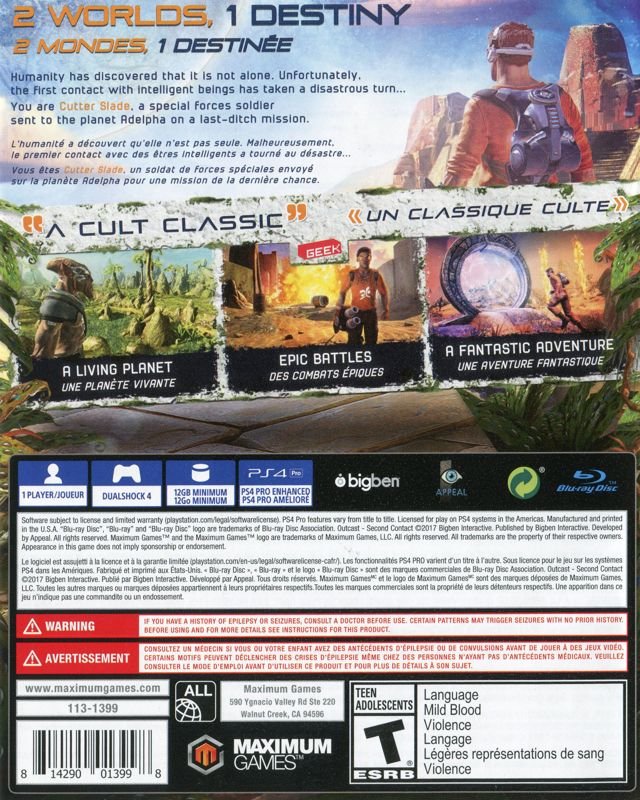 2 WORLDS, 1 DESTINY
2 MONDES, 1 DESTINÉE
Humanity has discovered that it is not alone. Unfortunately,
the first contact with intelligent beings has taken a disastrous turn...
You are Cutter Slade, a special forces soldier
sent to the planet Adelpha on a last-ditch mission.
L'humanité a découvert qu'elle n'est pas seule. Malheureusement,
le premier contact avec des êtres intelligents a tourné au désastre...
Vous êtes Cutter Slade, un soldat de forces spéciales envoyé
sur la planète Adelpha pour une mission de la dernière chance.
"A CULT CLASSIC" «UN CLASSIQUE CULTE»
GEEK
A LIVING PLANET
UNE PLANÈTE VIVANTE
EPIC BATTLES
DES COMBATS ÉPIQUES
A FANTASTIC ADVENTURE
UNE AVENTURE FANTASTIQUE
1 PLAYER/JOUEUR
DUALSHOCK 4
12GB MINIMUM
12Go MINIMUM
PS4 Pro
PS4 PRO ENHANCED
PS4 PRO AMÉLIORÉ
bigben
APPEAL
Blu-ray Disc
Software subject to license and limited warranty (playstation.com/legal/softwarelicense). PS4 Pro features vary from title to title. Licensed for play on PS4 systems in the Americas. Manufactured and printed
in the U.S.A. "Blu-ray Disc", "Blu-ray" and "Blu-ray Disc" logo are trademarks of Blu-ray Disc Association. Outcast - Second Contact ©2017 Bigben Interactive. Published by Bigben Interactive. Developed
by Appeal. All rights reserved. Maximum Games™ and the Maximum Games™ logo are trademarks of Maximum Games, LLC. All rights reserved. All trademarks are the property of their respective owners.
Appearance in this game does not imply sponsorship or endorsement.
Le logiciel est assujetti à la licence et à la garantie limitée (playstation.com/en-us/legal/softwarelicense-cafr/). Les fonctionnalités PS4 PRO varient d'un titre à l'autre. Sous licence pour le jeu sur les systèmes
PS4 dans les Amériques. Fabriqué et imprimé aux États-Unis. « Blu-ray Disc », « Blu-ray » et le logo « Blu-ray Disc » sont des marques commerciales de Blu-ray Disc Association. Outcast - Second Contact
©2017 Bigben Interactive. Publié par Bigben Interactive. Développé par Appeal. Tous droits réservés. Maximum Games MC et le logo de Maximum Games MC sont des marques déposées de Maximum Games,
LLC. Toutes les autres marques ou marques déposées appartiennent à leurs propriétaires respectifs.Toutes les marques commerciales sont la propriété de leurs détenteurs respectifs. Une apparition dans ce
jeu n'indique pas une commandite ou un endossement.
WARNING
IF YOU HAVE A HISTORY OF EPILEPSY OR SEIZURES, CONSULT A DOCTOR BEFORE USE. CERTAIN PATTERNS MAY TRIGGER SEIZURES WITH NO PRIOR HISTORY.
BEFORE USING AND FOR MORE DETAILS SEE INSTRUCTIONS FOR THIS PRODUCT.
AVERTISSEMENT
CONSULTEZ UN MÉDECIN SI VOUS OU VOTRE ENFANT AVEZ DES ANTÉCÉDENTS D'ÉPILEPSIE OU DE CONVULSIONS AVANT DE JOUER À DES JEUX VIDÉO.
CERTAINS MOTIFS PEUVENT DÉCLENCHER DES CRISES D'ÉPILEPSIE MÊME CHEZ DES PERSONNES N'AYANT PAS D'ANTÉCÉDENTS MÉDICAUX. VEUILLEZ
CONSULTER LE MODE D'EMPLOI AVANT D'UTILISER CE PRODUIT ET POUR PLUS DE DÉTAILS À SON SUJET.
www.maximumgames.com
113-1399
8 14290 01399 8
ALL
Maximum Games
590 Ygnacio Valley Rd Ste 220
Walnut Creek, CA 94596
MAXIMUM
GAMES™
TEEN
ADOLESCENTS
T
ESRB
Language
Mild Blood
Violence
Langage
Légères représentations de sang
Violence